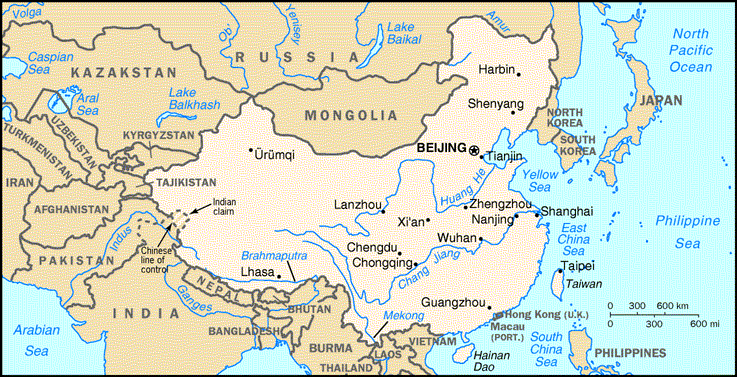 Volga
Ob'
Yenisey
Lake
Baikal
Amur
North
Pacific
Ocean
RUSSIA
Caspian
Sea
KAZAKSTAN
Aral
Sea
Lake
Balkhash
MONGOLIA
Harbin
Shenyang
NORTH
KOREA
SOUTH
KOREA
JAPAN
UZBEKISTAN
TURKMENISTAN
KYRGYZSTAN
TAJIKISTAN
Ürümqi
BEIJING
Tianjin
Yellow
Sea
IRAN
AFGHANISTAN
Indian
claim
Chinese
line of
control
Indus
PAKISTAN
Lanzhou
Huang He
Xi'an
Zhengzhou
Nanjing
Shanghai
Wuhan
East
China
Sea
Philippine
Sea
Chengdu
Chongqing
Chang Jiang
Lhasa
Brahmaputra
NEPAL
BHUTAN
Ganges
INDIA
BANGLADESH
Mekong
BURMA
THAILAND
LAOS
VIETNAM
Guangzhou
Hong Kong (U.K.)
Macau
(PORT.)
Taipei
Taiwan
Hainan
Dao
South
China
Sea
PHILIPPINES
Arabian
Sea
0 300 600 km
0 300 600 mi